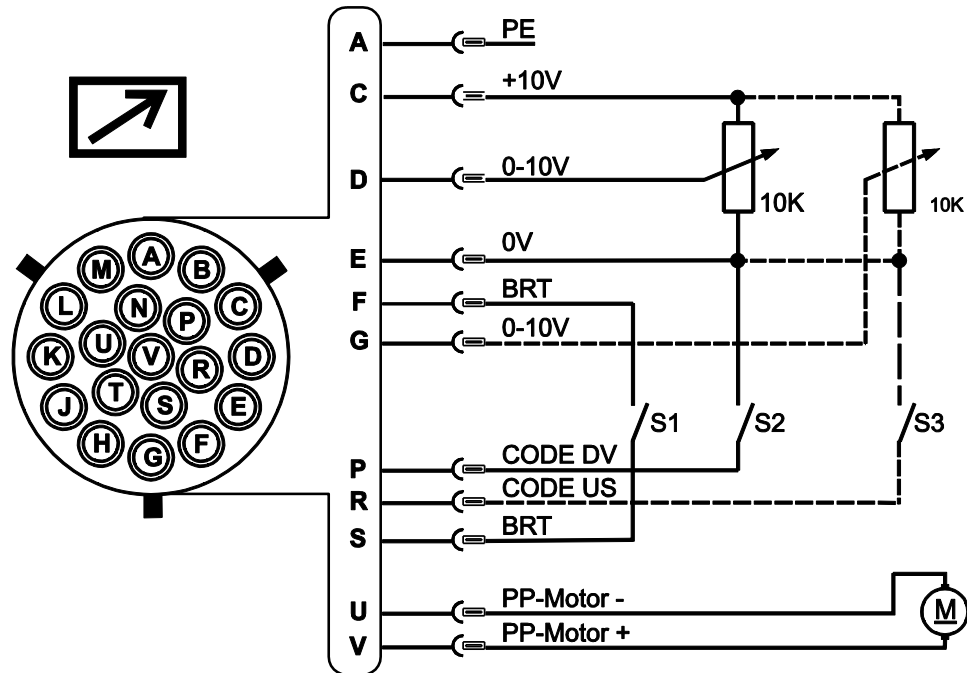 A PE
C +10V
D 0-10V
10K
10K
E 0V
F BRT
G 0-10V
S1
S2
S3
P CODE DV
R CODE US
S BRT
U PP-Motor -
V PP-Motor +
M
A
M
B
L
N
C
P
U
K
V
D
R
T
J
S
E
H
F
G